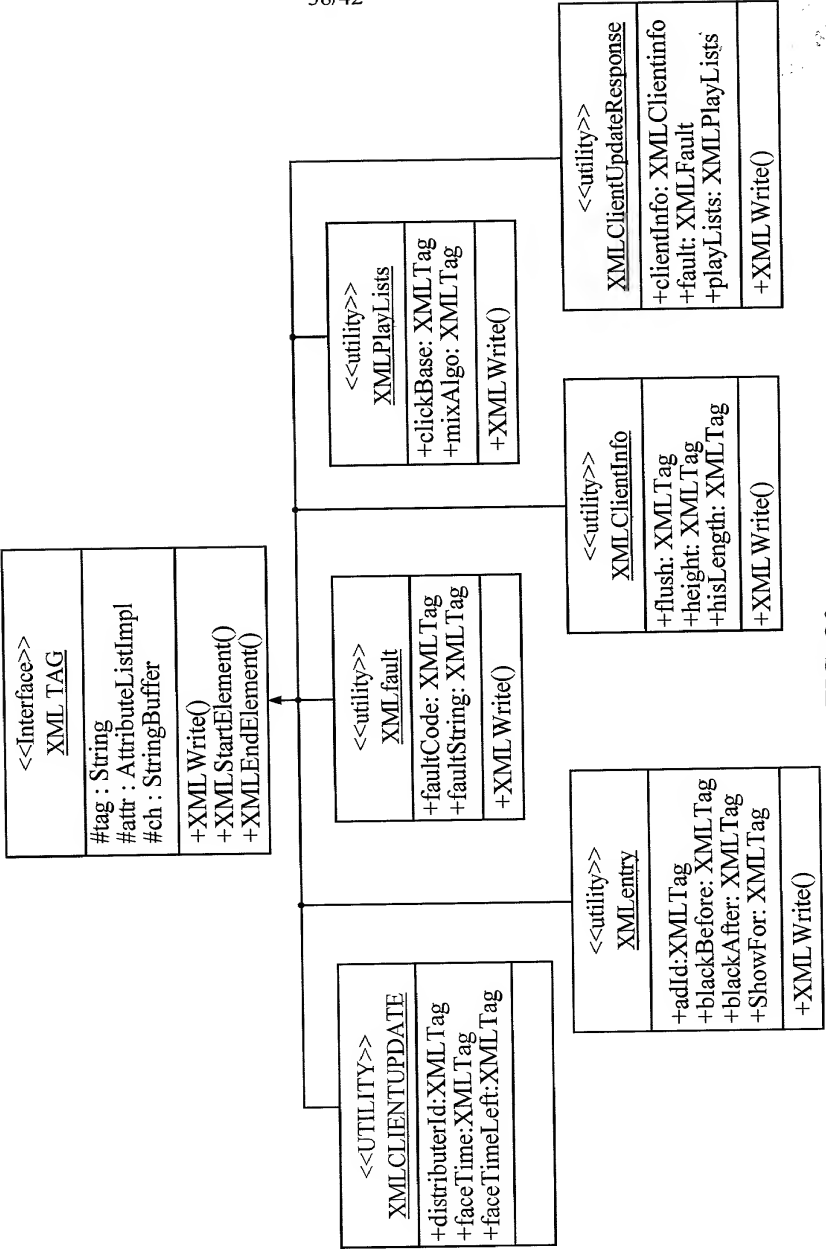 38/42
<<Interface>>
XML TAG
#tag : String
#attr : AttributeListImpl
#ch : StringBuffer
+XMLWrite()
+XMLStartElement()
+XMLEndElement()
<<UTILITY>>
XMLCLIENTUPDATE
+distributerId:XMLTag
+faceTime:XMLTag
+faceTimeLeft:XMLTag
<<utility>>
XMLfault
+faultCode: XMLTag
+faultString: XMLTag
+XMLWrite()
<<utility>>
XMLPlayLists
+clickBase: XMLTag
+mixAlgo: XMLTag
+XMLWrite()
<<utility>>
XMLentry
+adId:XMLTag
+blackBefore: XMLTag
+blackAfter: XMLTag
+ShowFor: XMLTag
+XMLWrite()
<<utility>>
XMLClientInfo
+flush: XMLTag
+height: XMLTag
+hisLength: XMLTag
+XMLWrite()
<<utility>>
XMLClientUpdateResponse
+clientInfo: XMLClientinfo
+fault: XMLFault
+playLists: XMLPlayLists
+XMLWrite()